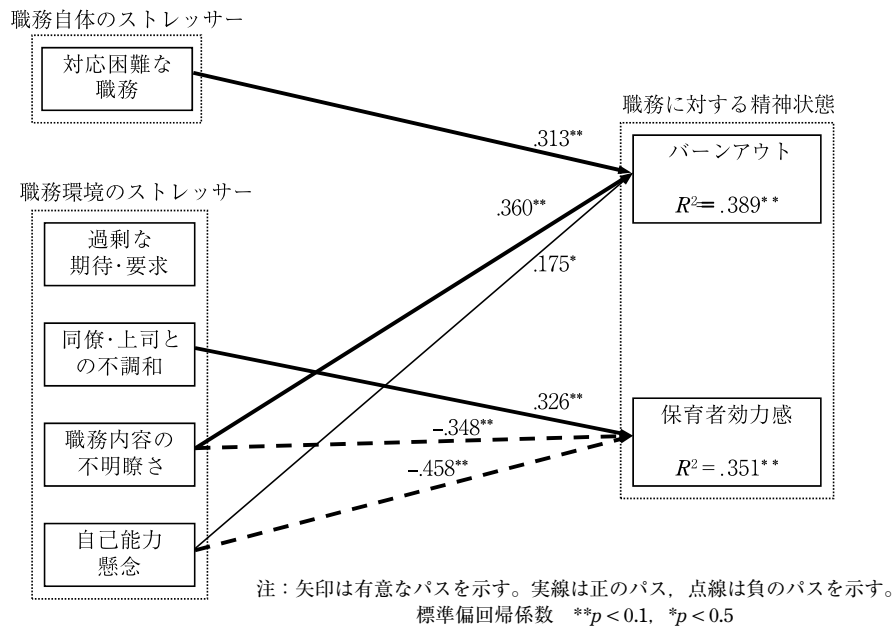 職務自体のストレッサー
対応困難な
職務
職務に対する精神状態
.313**
バーンアウト
R²= .389**
職務環境のストレッサー
.360**
過剰な
期待・要求
.175*
同僚・上司と
の不調和
.326**
保育者効力感
R² = .351**
職務内容の
不明瞭さ
-.348**
-.458**
自己能力
懸念
注：矢印は有意なパスを示す。実線は正のパス，点線は負のパスを示す。
標準偏回帰係数 **p < 0.1, *p < 0.5